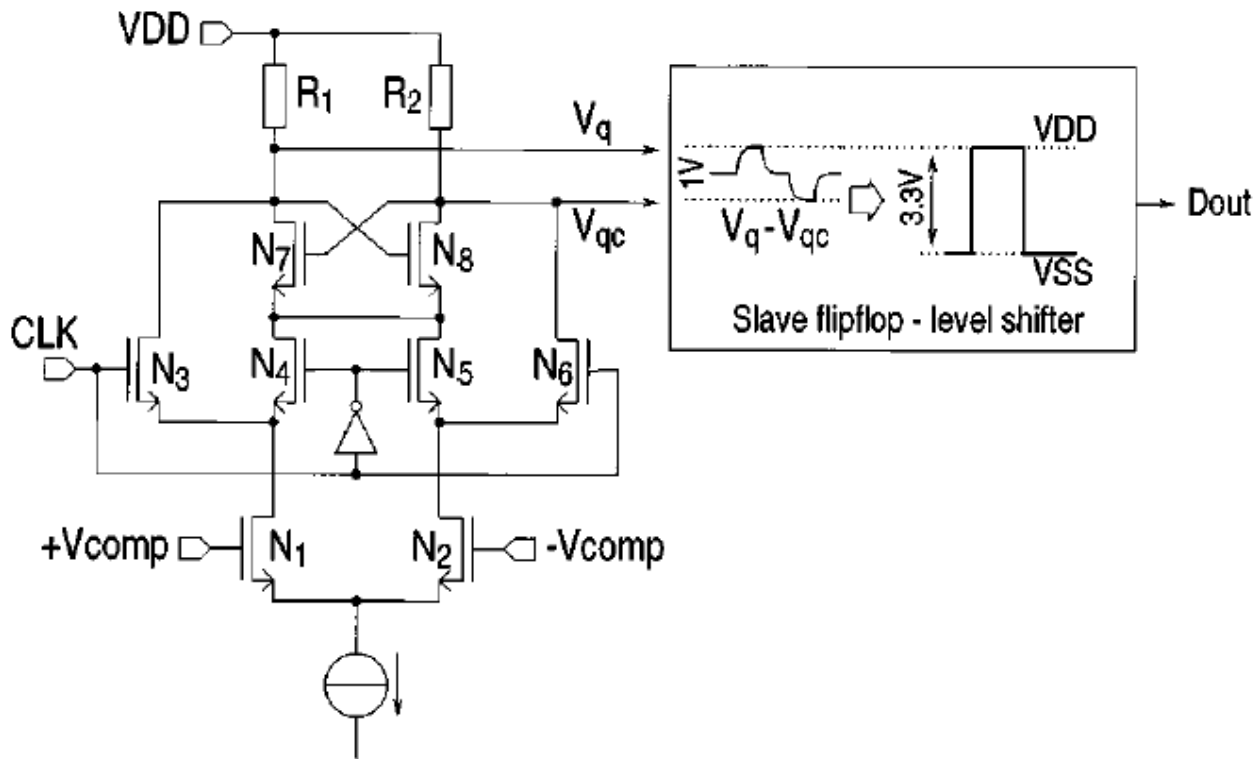 VDD
R1
R2
Vq
Vqc
1V
Vq-Vqc
3.3V
VDD
VSS
Slave flipflop - level shifter
Dout
N7
N8
CLK
N3
N4
N5
N6
+Vcomp
N1
N2
-Vcomp